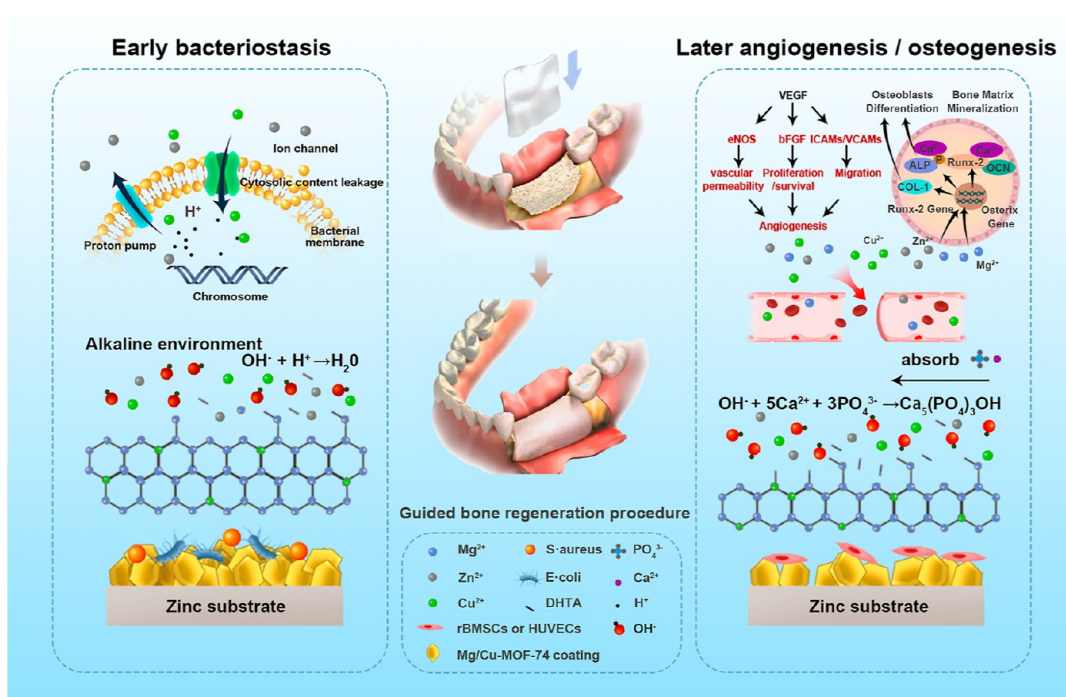 Early bacteriostasis
Ion channel
Cytosolic content leakage
H⁺
Proton pump
Bacterial
membrane
Chromosome
Alkaline environment
OH⁻ + H⁺→H₂0
Zinc substrate
Guided bone regeneration procedure
Mg²⁺
S·aureus
PO₄³⁻
Zn²⁺
E·coli
Ca²⁺
Cu²⁺
DHTA
H⁺
rBMSCs or HUVECs
OH⁻
Mg/Cu-MOF-74 coating
Later angiogenesis / osteogenesis
VEGF
eNOS
bFGF
ICAMs/VCAMs
vascular
permeability
Proliferation
/survival
Migration
Angiogenesis
Osteoblasts
Differentiation
Bone Matrix
Mineralization
Ca²⁺
Ca²⁺
P
ALP
Runx-2
OCN
COL-1
Runx-2 Gene
Osterix
Gene
Cu²⁺
Zn²⁺
Mg²⁺
absorb
OH⁻ + 5Ca²⁺ + 3PO₄³⁻→Ca₅(PO₄)₃OH
Zinc substrate